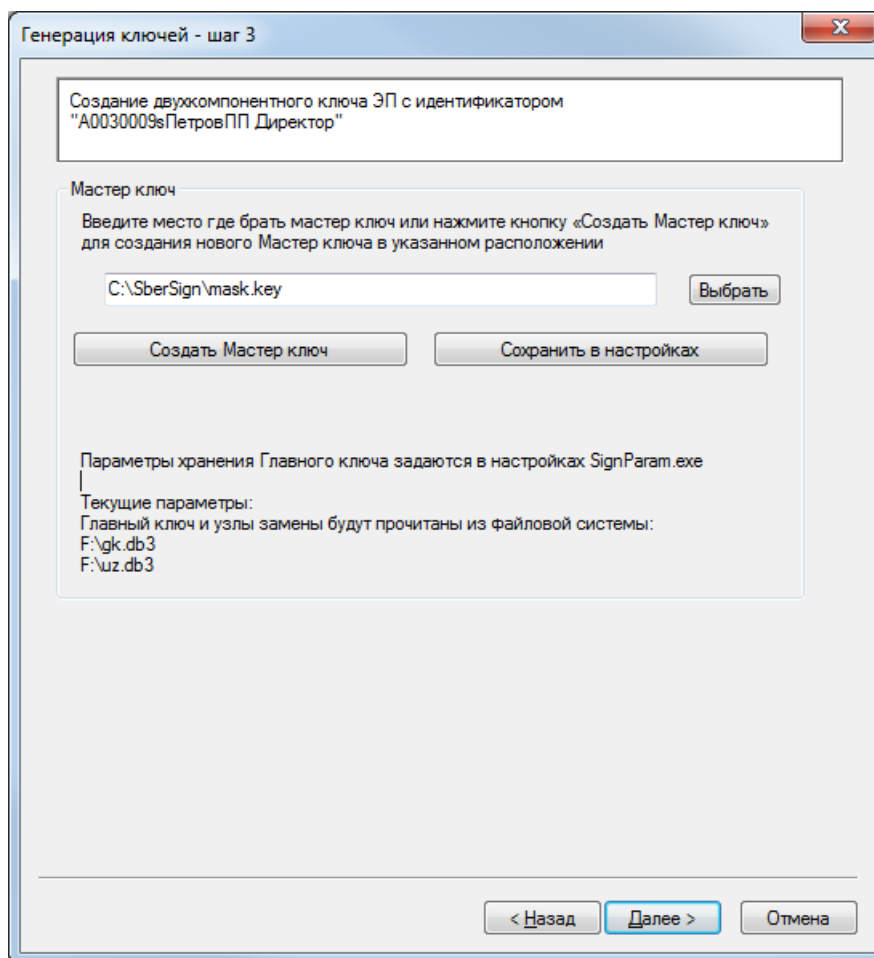 Генерация ключей - шаг 3
Создание двухкомпонентного ключа ЭП с идентификатором
"A0030009sПетровПП Директор"
Мастер ключ
Введите место где брать мастер ключ или нажмите кнопку «Создать Мастер ключ»
для создания нового Мастер ключа в указанном расположении
C:\SberSign\mask.key
Выбрать
Создать Мастер ключ
Сохранить в настройках
Параметры хранения Главного ключа задаются в настройках SignParam.exe
Текущие параметры:
Главный ключ и узлы замены будут прочитаны из файловой системы:
F:\gk.db3
F:\uz.db3
< Назад
Далее >
Отмена